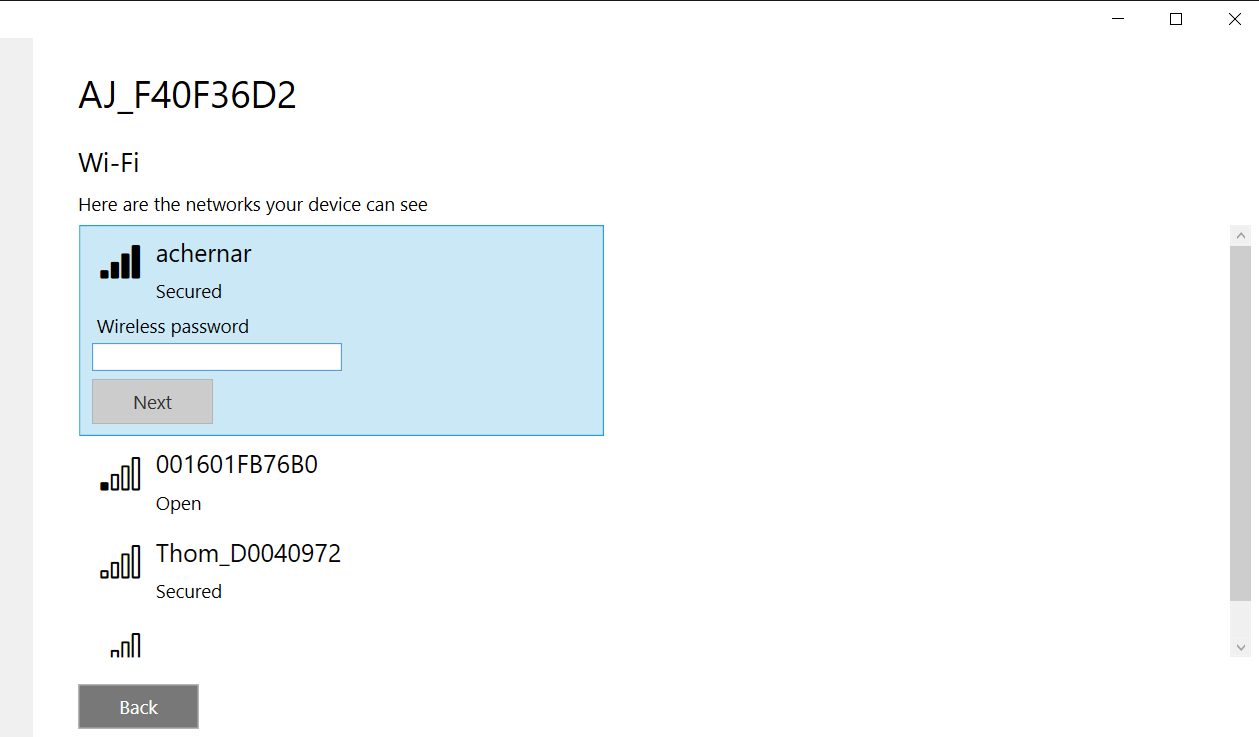 AJ_F40F36D2
Wi-Fi
Here are the networks your device can see
achernar
Secured
Wireless password
Next
001601FB76B0
Open
Thom_D0040972
Secured
Back